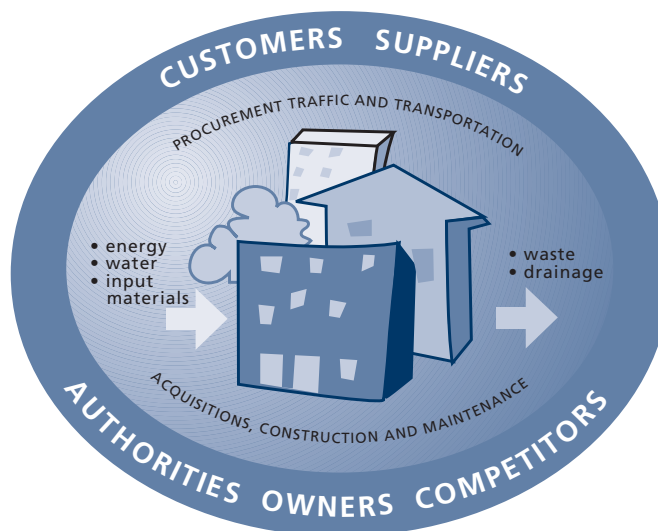 CUSTOMERS SUPPLIERS
PROCUREMENT TRAFFIC AND TRANSPORTATION
• energy
• water
• input
materials
• waste
• drainage
ACQUISITIONS, CONSTRUCTION AND MAINTENANCE
AUTHORITIES OWNERS COMPETITORS